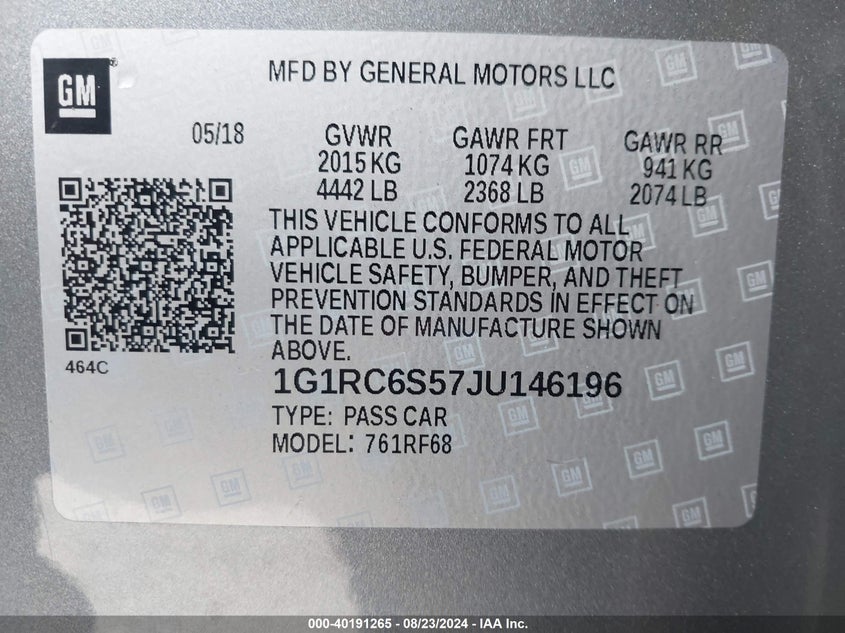 MFD BY GENERAL MOTORS LLC
GM
05/18 GVWR GAWR FRT GAWR RR
2015 KG 1074 KG 941 KG
4442 LB 2368 LB 2074 LB
THIS VEHICLE CONFORMS TO ALL
APPLICABLE U.S. FEDERAL MOTOR
VEHICLE SAFETY, BUMPER, AND THEFT
PREVENTION STANDARDS IN EFFECT ON
THE DATE OF MANUFACTURE SHOWN
ABOVE.
464C
1G1RC6S57JU146196
TYPE: PASS CAR
MODEL: 761RF68
000-40191265 - 08/23/2024 - IAA Inc.